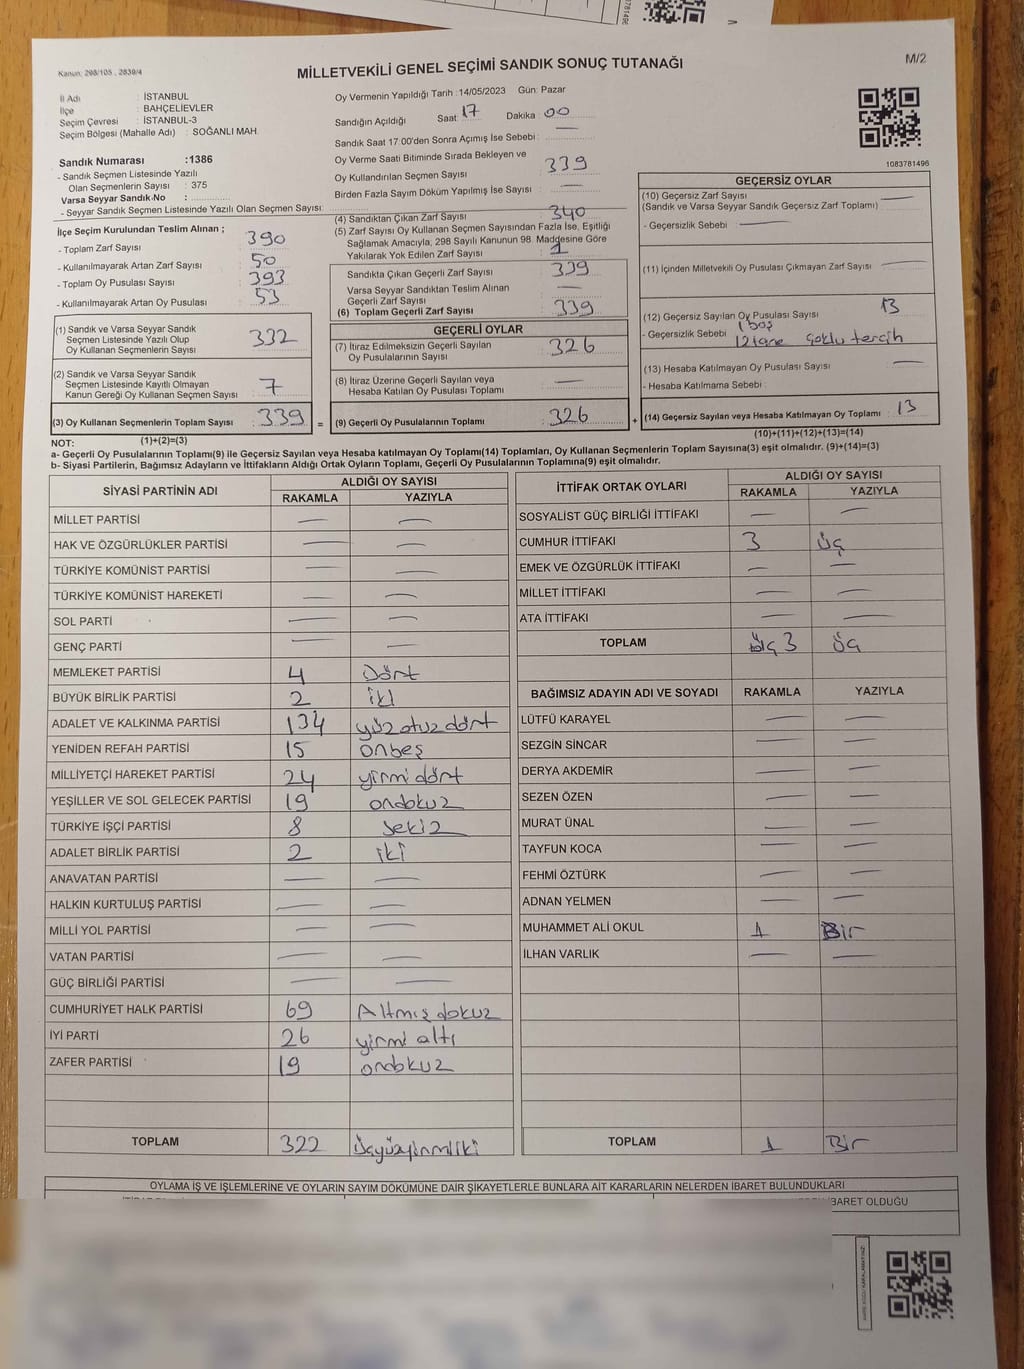 MİLLETVEKİLİ GENEL SEÇİMİ SANDIK SONUÇ TUTANAĞI
M/2
Kanun: 298/105 , 2839/4
İl Adı : İSTANBUL
İlçe : BAHÇELİEVLER
Seçim Çevresi : İSTANBUL-3
Seçim Bölgesi (Mahalle Adı) : SOĞANLI MAH.
Sandık Numarası :1386
- Sandık Seçmen Listesinde Yazılı
Olan Seçmenlerin Sayısı : 375
Varsa Seyyar Sandık No :
- Seyyar Sandık Seçmen Listesinde Yazılı Olan Seçmen Sayısı:
Oy Vermenin Yapıldığı Tarih :14/05/2023 Gün: Pazar
Sandığın Açıldığı Saat: 17 Dakika 00
Sandık Saat 17:00'den Sonra Açımış İse Sebebi : —
Oy Verme Saati Bitiminde Sırada Bekleyen ve
Oy Kullandırılan Seçmen Sayısı : 339
Birden Fazla Sayım Döküm Yapılmış İse Sayısı : —
1083781496
İlçe Seçim Kurulundan Teslim Alınan ;
- Toplam Zarf Sayısı : 390
- Kullanılmayarak Artan Zarf Sayısı : 50
- Toplam Oy Pusulası Sayısı : 393
- Kullanılmayarak Artan Oy Pusulası : 53
(4) Sandıktan Çıkan Zarf Sayısı : 340
(5) Zarf Sayısı Oy Kullanan Seçmen Sayısından Fazla İse, Eşitliği
Sağlamak Amacıyla, 298 Sayılı Kanunun 98. Maddesine Göre
Yakılarak Yok Edilen Zarf Sayısı : 1
Sandıkta Çıkan Geçerli Zarf Sayısı : 339
Varsa Seyyar Sandıktan Teslim Alınan
Geçerli Zarf Sayısı : —
(6) Toplam Geçerli Zarf Sayısı : 339
(1) Sandık ve Varsa Seyyar Sandık
Seçmen Listesinde Yazılı Olup
Oy Kullanan Seçmenlerin Sayısı : 332
(2) Sandık ve Varsa Seyyar Sandık
Seçmen Listesinde Kayıtlı Olmayan
Kanun Gereği Oy Kullanan Seçmen Sayısı : 7
(3) Oy Kullanan Seçmenlerin Toplam Sayısı : 339 =
GEÇERLİ OYLAR
(7) İtiraz Edilmeksizin Geçerli Sayılan
Oy Pusulalarının Sayısı : 326
(8) İtiraz Üzerine Geçerli Sayılan veya
Hesaba Katılan Oy Pusulası Toplamı : —
(9) Geçerli Oy Pusulalarının Toplamı : 326 +
GEÇERSİZ OYLAR
(10) Geçersiz Zarf Sayısı
(Sandık ve Varsa Seyyar Sandık Geçersiz Zarf Toplamı) : —
- Geçersizlik Sebebi : —
(11) İçinden Milletvekili Oy Pusulası Çıkmayan Zarf Sayısı : —
(12) Geçersiz Sayılan Oy Pusulası Sayısı : 13
1 boş
- Geçersizlik Sebebi : 12 tane çoklu tercih
(13) Hesaba Katılmayan Oy Pusulası Sayısı : —
- Hesaba Katılmama Sebebi :
(14) Geçersiz Sayılan veya Hesaba Katılmayan Oy Toplamı : 13
NOT: (1)+(2)=(3)
(10)+(11)+(12)+(13)=(14)
a- Geçerli Oy Pusulalarının Toplamı(9) ile Geçersiz Sayılan veya Hesaba katılmayan Oy Toplamı(14) Toplamları, Oy Kullanan Seçmenlerin Toplam Sayısına(3) eşit olmalıdır. (9)+(14)=(3)
b- Siyasi Partilerin, Bağımsız Adayların ve İttifakların Aldığı Ortak Oyların Toplamı, Geçerli Oy Pusulalarının Toplamına(9) eşit olmalıdır.
SİYASİ PARTİNİN ADI ALDIĞI OY SAYISI
RAKAMLA YAZIYLA
MİLLET PARTİSİ — —
HAK VE ÖZGÜRLÜKLER PARTİSİ — —
TÜRKİYE KOMÜNİST PARTİSİ — —
TÜRKİYE KOMÜNİST HAREKETİ — —
SOL PARTİ — —
GENÇ PARTİ — —
MEMLEKET PARTİSİ 4 Dört
BÜYÜK BİRLİK PARTİSİ 2 iki
ADALET VE KALKINMA PARTİSİ 134 yüzotuzdört
YENİDEN REFAH PARTİSİ 15 onbeş
MİLLİYETÇİ HAREKET PARTİSİ 24 yirmidört
YEŞİLLER VE SOL GELECEK PARTİSİ 19 ondokuz
TÜRKİYE İŞÇİ PARTİSİ 8 sekiz
ADALET BİRLİK PARTİSİ 2 iki
ANAVATAN PARTİSİ — —
HALKIN KURTULUŞ PARTİSİ — —
MİLLİ YOL PARTİSİ — —
VATAN PARTİSİ — —
GÜÇ BİRLİĞİ PARTİSİ — —
CUMHURİYET HALK PARTİSİ 69 Altmışdokuz
İYİ PARTİ 26 yirmi altı
ZAFER PARTİSİ 19 ondokuz
TOPLAM 322 Üçyüzyirmiiki
İTTİFAK ORTAK OYLARI ALDIĞI OY SAYISI
RAKAMLA YAZIYLA
SOSYALİST GÜÇ BİRLİĞİ İTTİFAKI — —
CUMHUR İTTİFAKI 3 üç
EMEK VE ÖZGÜRLÜK İTTİFAKI — —
MİLLET İTTİFAKI — —
ATA İTTİFAKI — —
TOPLAM 3 üç
BAĞIMSIZ ADAYIN ADI VE SOYADI RAKAMLA YAZIYLA
LÜTFÜ KARAYEL — —
SEZGİN SİNCAR — —
DERYA AKDEMİR — —
SEZEN ÖZEN — —
MURAT ÜNAL — —
TAYFUN KOCA — —
FEHMİ ÖZTÜRK — —
ADNAN YELMEN — —
MUHAMMET ALİ OKUL 1 Bir
İLHAN VARLIK — —
TOPLAM 1 Bir
OYLAMA İŞ VE İŞLEMLERİNE VE OYLARIN SAYIM DÖKÜMÜNE DAİR ŞİKAYETLERLE BUNLARA AİT KARARLARIN NELERDEN İBARET BULUNDUKLARI
BARET OLDUĞU